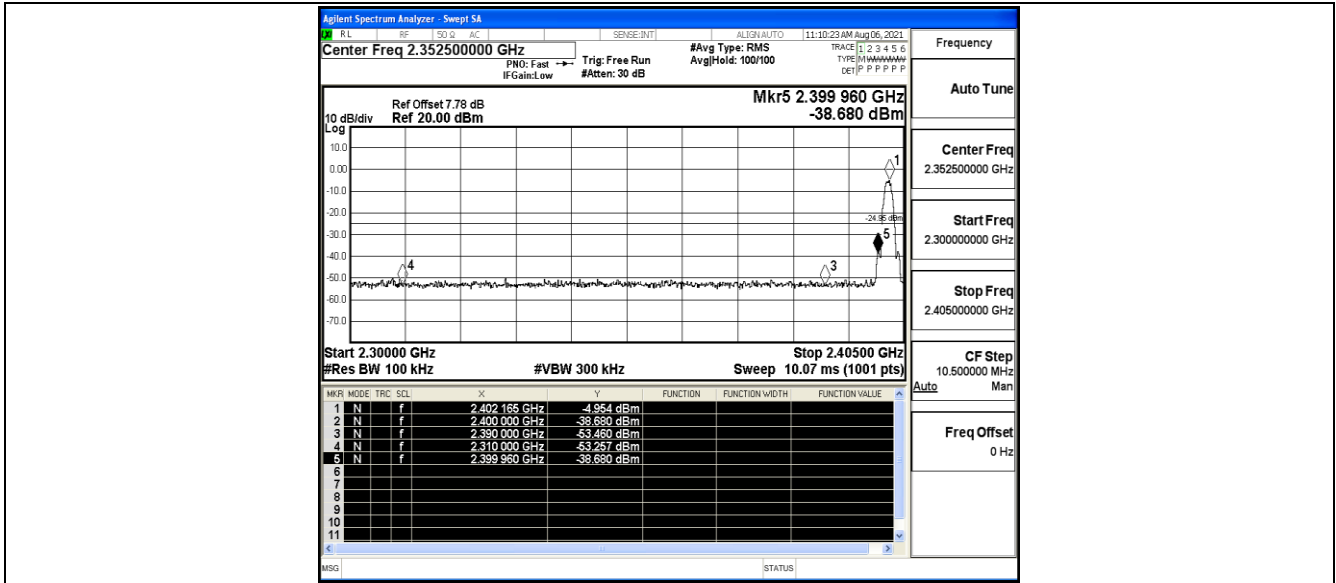 Agilent Spectrum Analyzer - Swept SA
RL RF 50 Ω AC SENSE:INT ALIGN AUTO 11:10:23 AM Aug 06, 2021
Center Freq 2.352500000 GHz #Avg Type: RMS TRACE 1 2 3 4 5 6
PNO: Fast Trig: Free Run Avg|Hold: 100/100 TYPE M W W W W W
IFGain:Low #Atten: 30 dB DET P P P P P P
Frequency
Auto Tune
Mkr5 2.399 960 GHz
Ref Offset 7.78 dB
10 dB/div Ref 20.00 dBm -38.680 dBm
Log
10.0
0.00
-10.0
-20.0
-30.0
-40.0
-50.0
-60.0
-70.0
1
-24.95 dBm
5
4
3
Start 2.30000 GHz Stop 2.40500 GHz
#Res BW 100 kHz #VBW 300 kHz Sweep 10.07 ms (1001 pts)
Center Freq
2.352500000 GHz
Start Freq
2.300000000 GHz
Stop Freq
2.405000000 GHz
CF Step
10.500000 MHz
Auto Man
Freq Offset
0 Hz
MKR MODE TRC SCL X Y FUNCTION FUNCTION WIDTH FUNCTION VALUE
1 N f 2.402 165 GHz -4.954 dBm
2 N f 2.400 000 GHz -38.680 dBm
3 N f 2.390 000 GHz -53.460 dBm
4 N f 2.310 000 GHz -53.257 dBm
5 N f 2.399 960 GHz -38.680 dBm
6
7
8
9
10
11
MSG STATUS